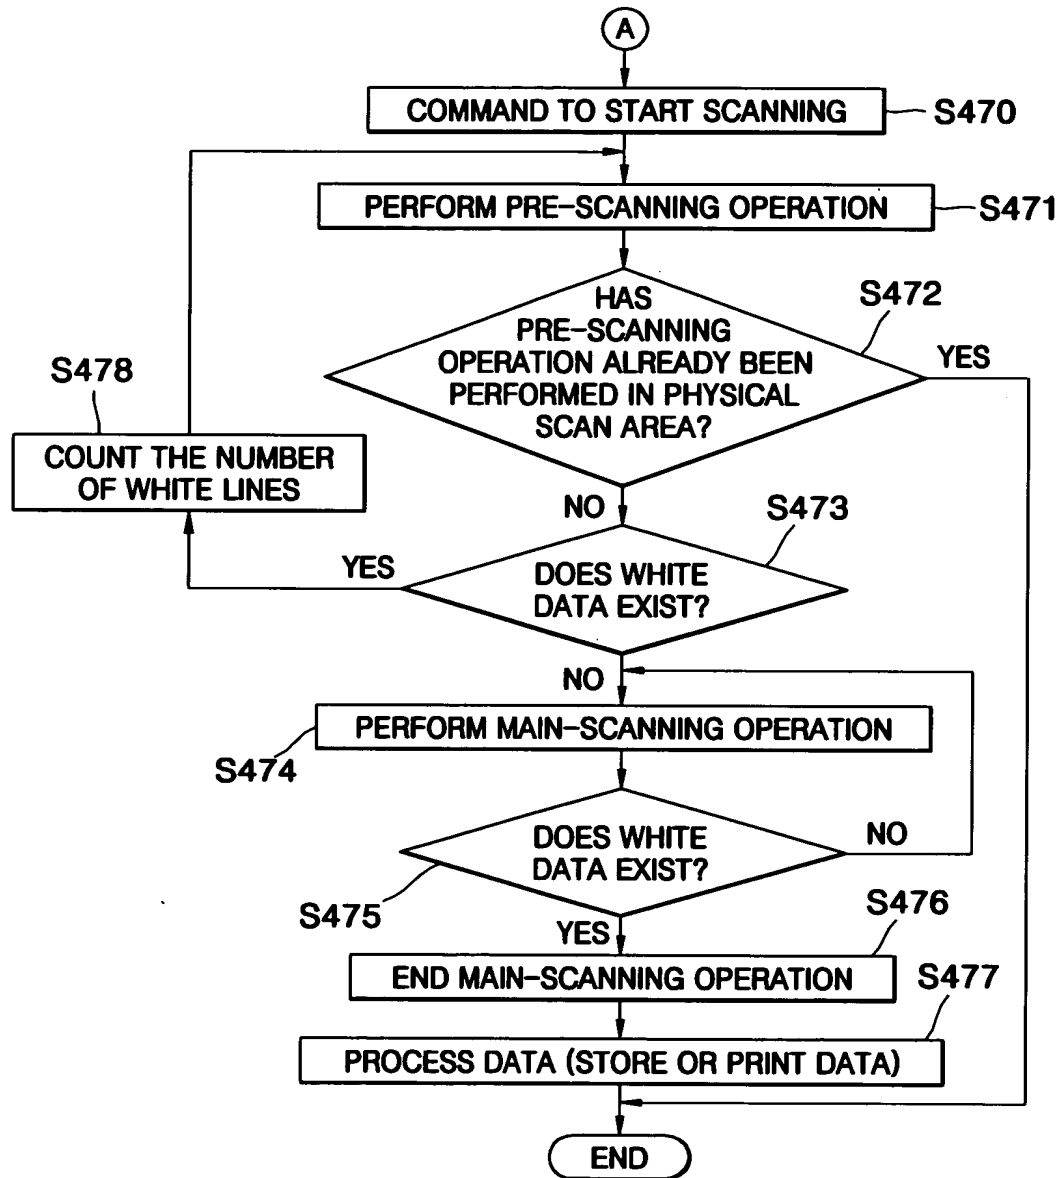 A
COMMAND TO START SCANNING
S470
PERFORM PRE-SCANNING OPERATION
S471
HAS
PRE-SCANNING
OPERATION ALREADY BEEN
PERFORMED IN PHYSICAL
SCAN AREA?
S472
YES
S478
COUNT THE NUMBER
OF WHITE LINES
NO
S473
YES
DOES WHITE
DATA EXIST?
NO
PERFORM MAIN-SCANNING OPERATION
S474
DOES WHITE
DATA EXIST?
NO
S475
YES
S476
END MAIN-SCANNING OPERATION
S477
PROCESS DATA (STORE OR PRINT DATA)
END